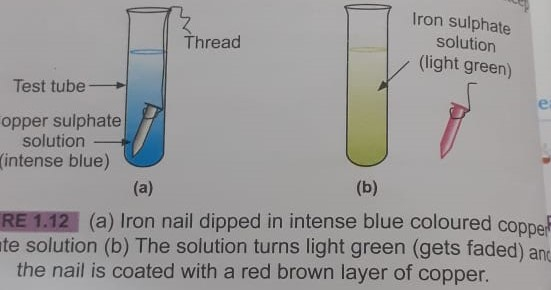 Thread
Test tube
opper sulphate
solution
(intense blue)
(a)
Iron sulphate
solution
(light green)
(b)
RE 1.12 (a) Iron nail dipped in intense blue coloured copper
te solution (b) The solution turns light green (gets faded) and
the nail is coated with a red brown layer of copper.